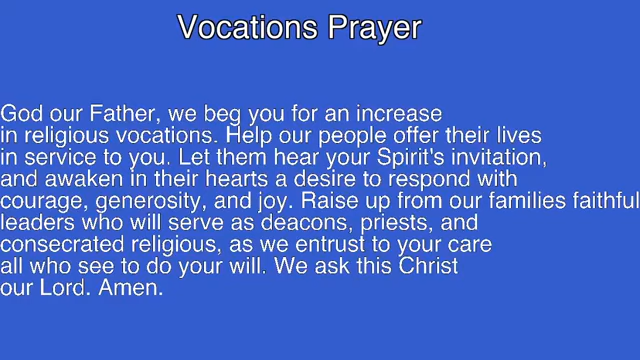 Vocations Prayer
God our Father, we beg you for an increase
in religious vocations. Help our people offer their lives
in service to you. Let them hear your Spirit's invitation,
and awaken in their hearts a desire to respond with
courage, generosity, and joy. Raise up from our families faithful
leaders who will serve as deacons, priests, and
consecrated religious, as we entrust to your care
all who see to do your will. We ask this Christ
our Lord. Amen.